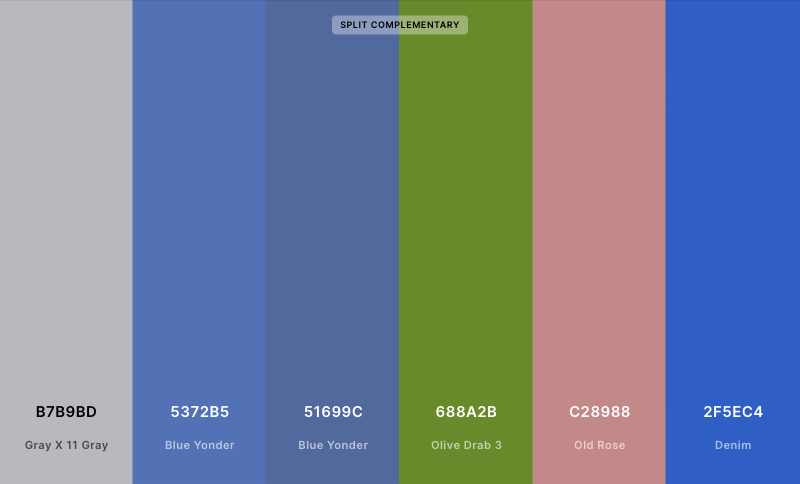 SPLIT COMPLEMENTARY
B7B9BD
Gray X 11 Gray
5372B5
Blue Yonder
51699C
Blue Yonder
688A2B
Olive Drab 3
C28988
Old Rose
2F5EC4
Denim